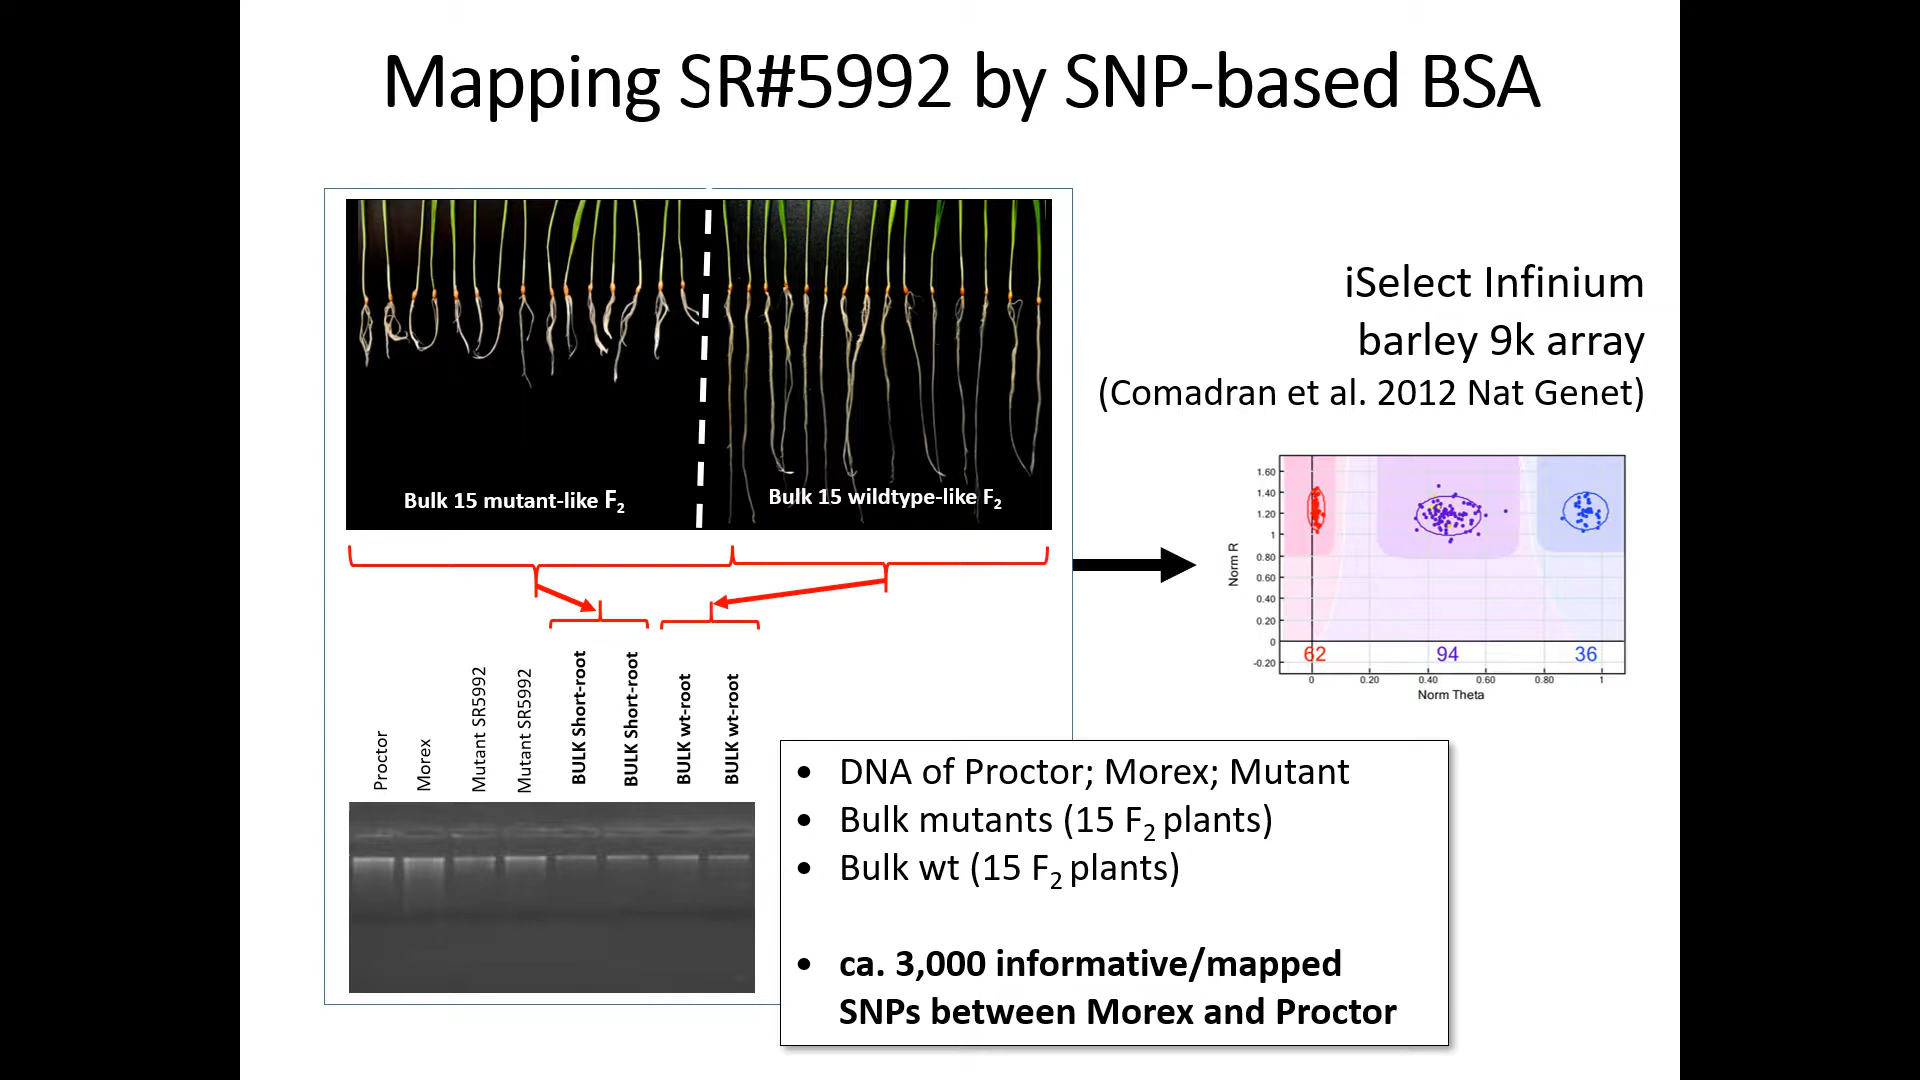 Mapping SR#5992 by SNP-based BSA
Bulk 15 mutant-like F2
Bulk 15 wildtype-like F2
Proctor
Morex
Mutant SR5992
Mutant SR5992
BULK Short-root
BULK Short-root
BULK wt-root
BULK wt-root
iSelect Infinium
barley 9k array
(Comadran et al. 2012 Nat Genet)
Norm R
1.60
1.40
1.20
1
0.80
0.60
0.40
0.20
0
-0.20
62
94
36
0
0.20
0.40
0.60
0.80
1
Norm Theta
• DNA of Proctor; Morex; Mutant
• Bulk mutants (15 F2 plants)
• Bulk wt (15 F2 plants)
• ca. 3,000 informative/mapped
SNPs between Morex and Proctor